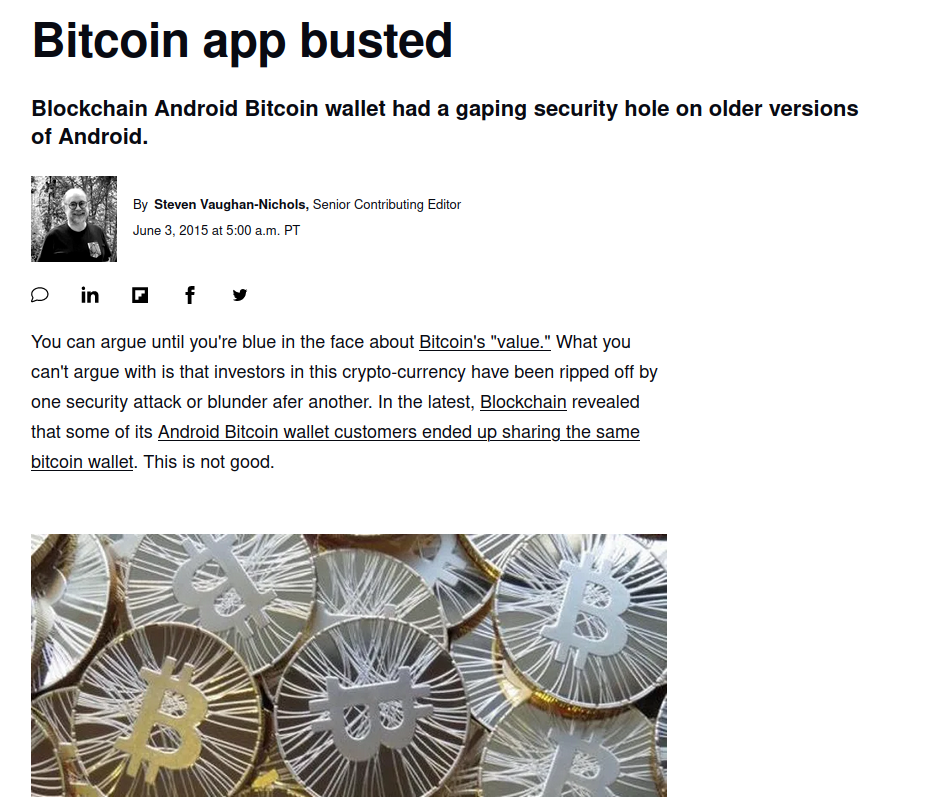 Bitcoin app busted
Blockchain Android Bitcoin wallet had a gaping security hole on older versions
of Android.
By Steven Vaughan-Nichols, Senior Contributing Editor
June 3, 2015 at 5:00 a.m. PT
You can argue until you're blue in the face about Bitcoin's "value." What you
can't argue with is that investors in this crypto-currency have been ripped off by
one security attack or blunder afer another. In the latest, Blockchain revealed
that some of its Android Bitcoin wallet customers ended up sharing the same
bitcoin wallet. This is not good.